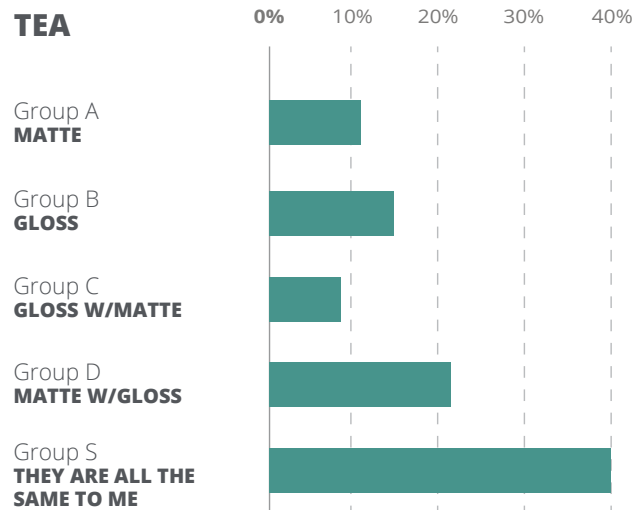 TEA
0% 10% 20% 30% 40%
Group A
MATTE
Group B
GLOSS
Group C
GLOSS W/MATTE
Group D
MATTE W/GLOSS
Group S
THEY ARE ALL THE
SAME TO ME